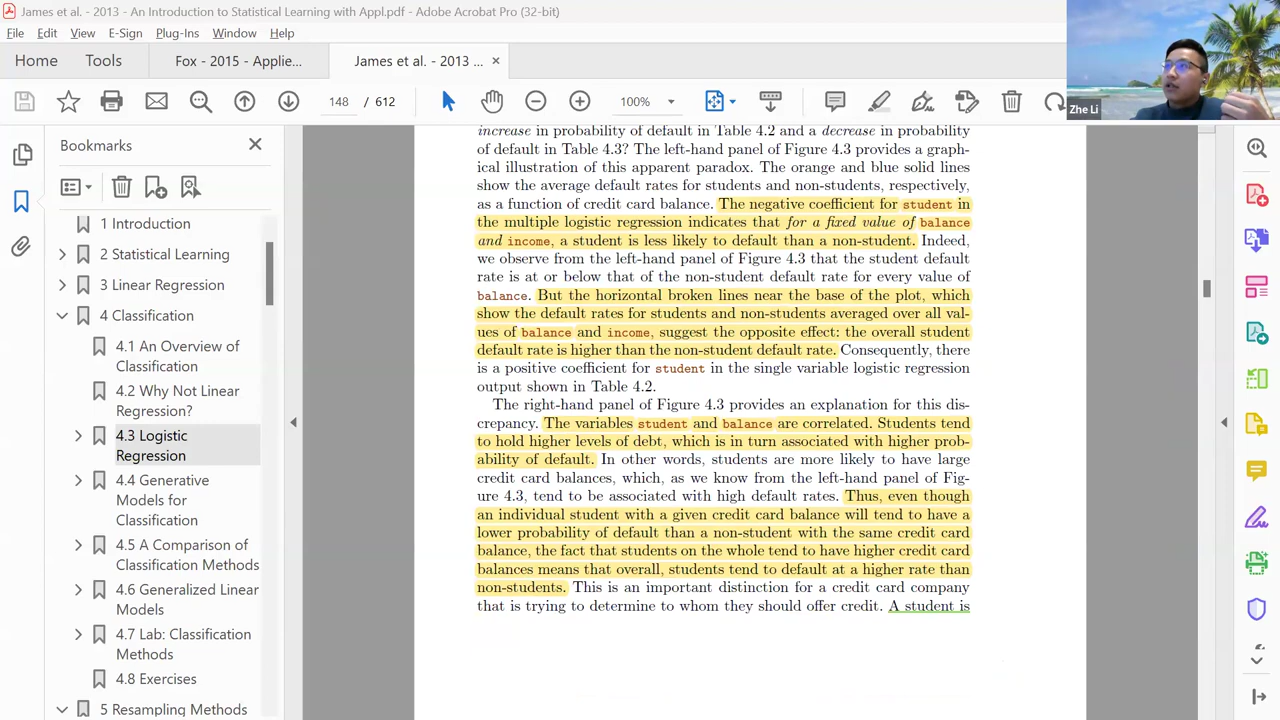 James et al. - 2013 - An Introduction to Statistical Learning with Appl.pdf - Adobe Acrobat Pro (32-bit)
File Edit View E-Sign Plug-Ins Window Help
Home Tools Fox - 2015 - Applie... James et al. - 2013 ... ×
148 / 612 100%
Zhe Li
Bookmarks
1 Introduction
2 Statistical Learning
3 Linear Regression
4 Classification
4.1 An Overview of
Classification
4.2 Why Not Linear
Regression?
4.3 Logistic
Regression
4.4 Generative
Models for
Classification
4.5 A Comparison of
Classification Methods
4.6 Generalized Linear
Models
4.7 Lab: Classification
Methods
4.8 Exercises
5 Resampling Methods
increase in probability of default in Table 4.2 and a decrease in probability
of default in Table 4.3? The left-hand panel of Figure 4.3 provides a graph-
ical illustration of this apparent paradox. The orange and blue solid lines
show the average default rates for students and non-students, respectively,
as a function of credit card balance. The negative coefficient for student in
the multiple logistic regression indicates that for a fixed value of balance
and income, a student is less likely to default than a non-student. Indeed,
we observe from the left-hand panel of Figure 4.3 that the student default
rate is at or below that of the non-student default rate for every value of
balance. But the horizontal broken lines near the base of the plot, which
show the default rates for students and non-students averaged over all val-
ues of balance and income, suggest the opposite effect: the overall student
default rate is higher than the non-student default rate. Consequently, there
is a positive coefficient for student in the single variable logistic regression
output shown in Table 4.2.
The right-hand panel of Figure 4.3 provides an explanation for this dis-
crepancy. The variables student and balance are correlated. Students tend
to hold higher levels of debt, which is in turn associated with higher prob-
ability of default. In other words, students are more likely to have large
credit card balances, which, as we know from the left-hand panel of Fig-
ure 4.3, tend to be associated with high default rates. Thus, even though
an individual student with a given credit card balance will tend to have a
lower probability of default than a non-student with the same credit card
balance, the fact that students on the whole tend to have higher credit card
balances means that overall, students tend to default at a higher rate than
non-students. This is an important distinction for a credit card company
that is trying to determine to whom they should offer credit. A student is